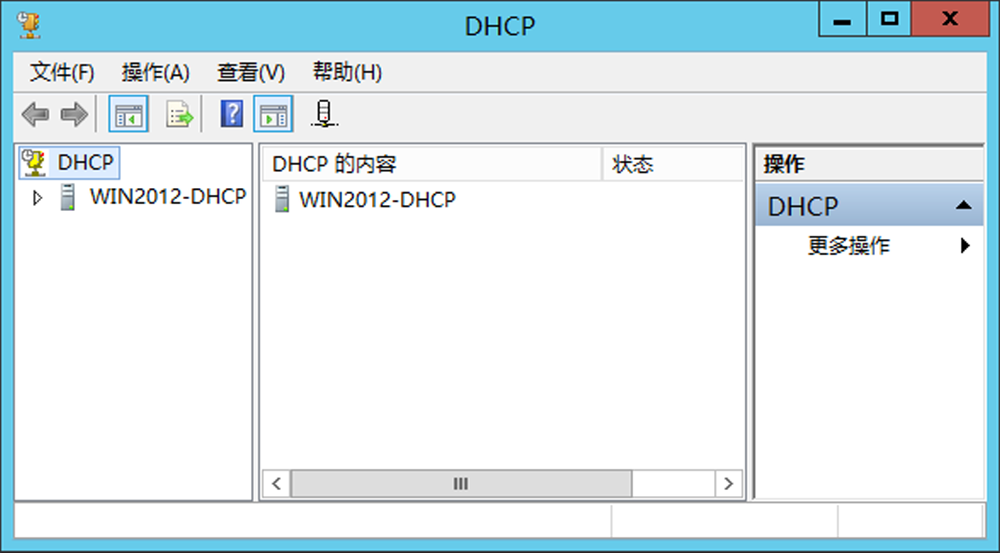 DHCP
文件(F) 操作(A) 查看(V) 帮助(H)
DHCP
WIN2012-DHCP
DHCP 的内容 状态
WIN2012-DHCP
操作
DHCP
更多操作